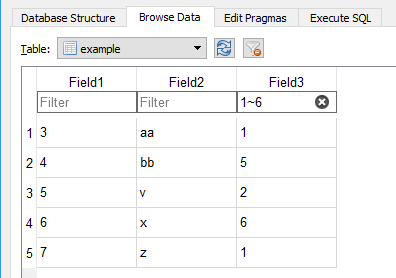 Database Structure Browse Data Edit Pragmas Execute SQL
Table: example
Field1 Field2 Field3
Filter Filter 1~6
1 3 aa 1
2 4 bb 5
3 5 v 2
4 6 x 6
5 7 z 1